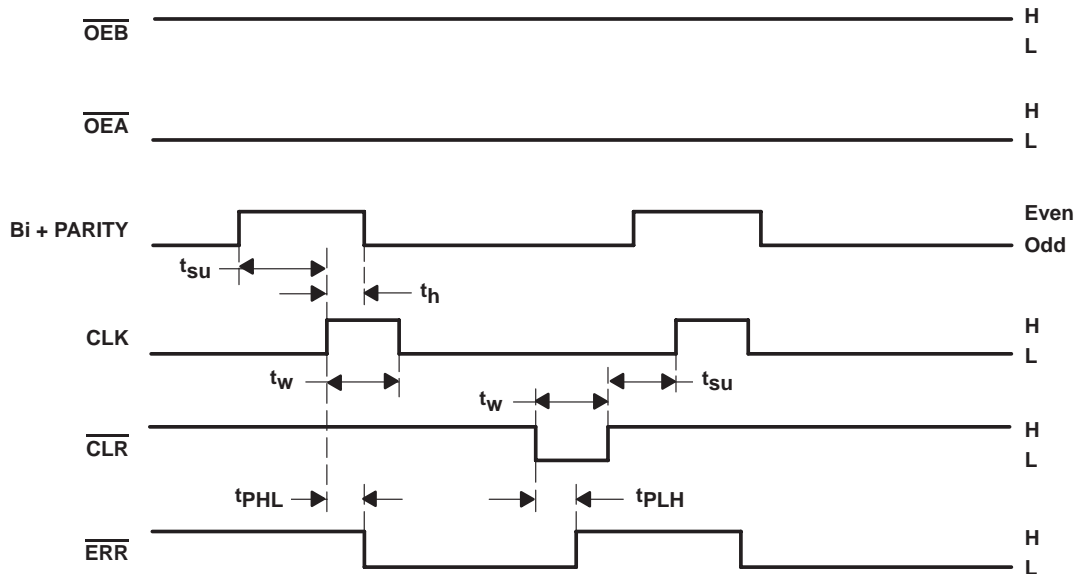 OEB
H
L
OEA
H
L
Bi + PARITY
Even
Odd
tsu
th
CLK
H
L
tw
tsu
tw
CLR
H
L
tPHL
tPLH
ERR
H
L